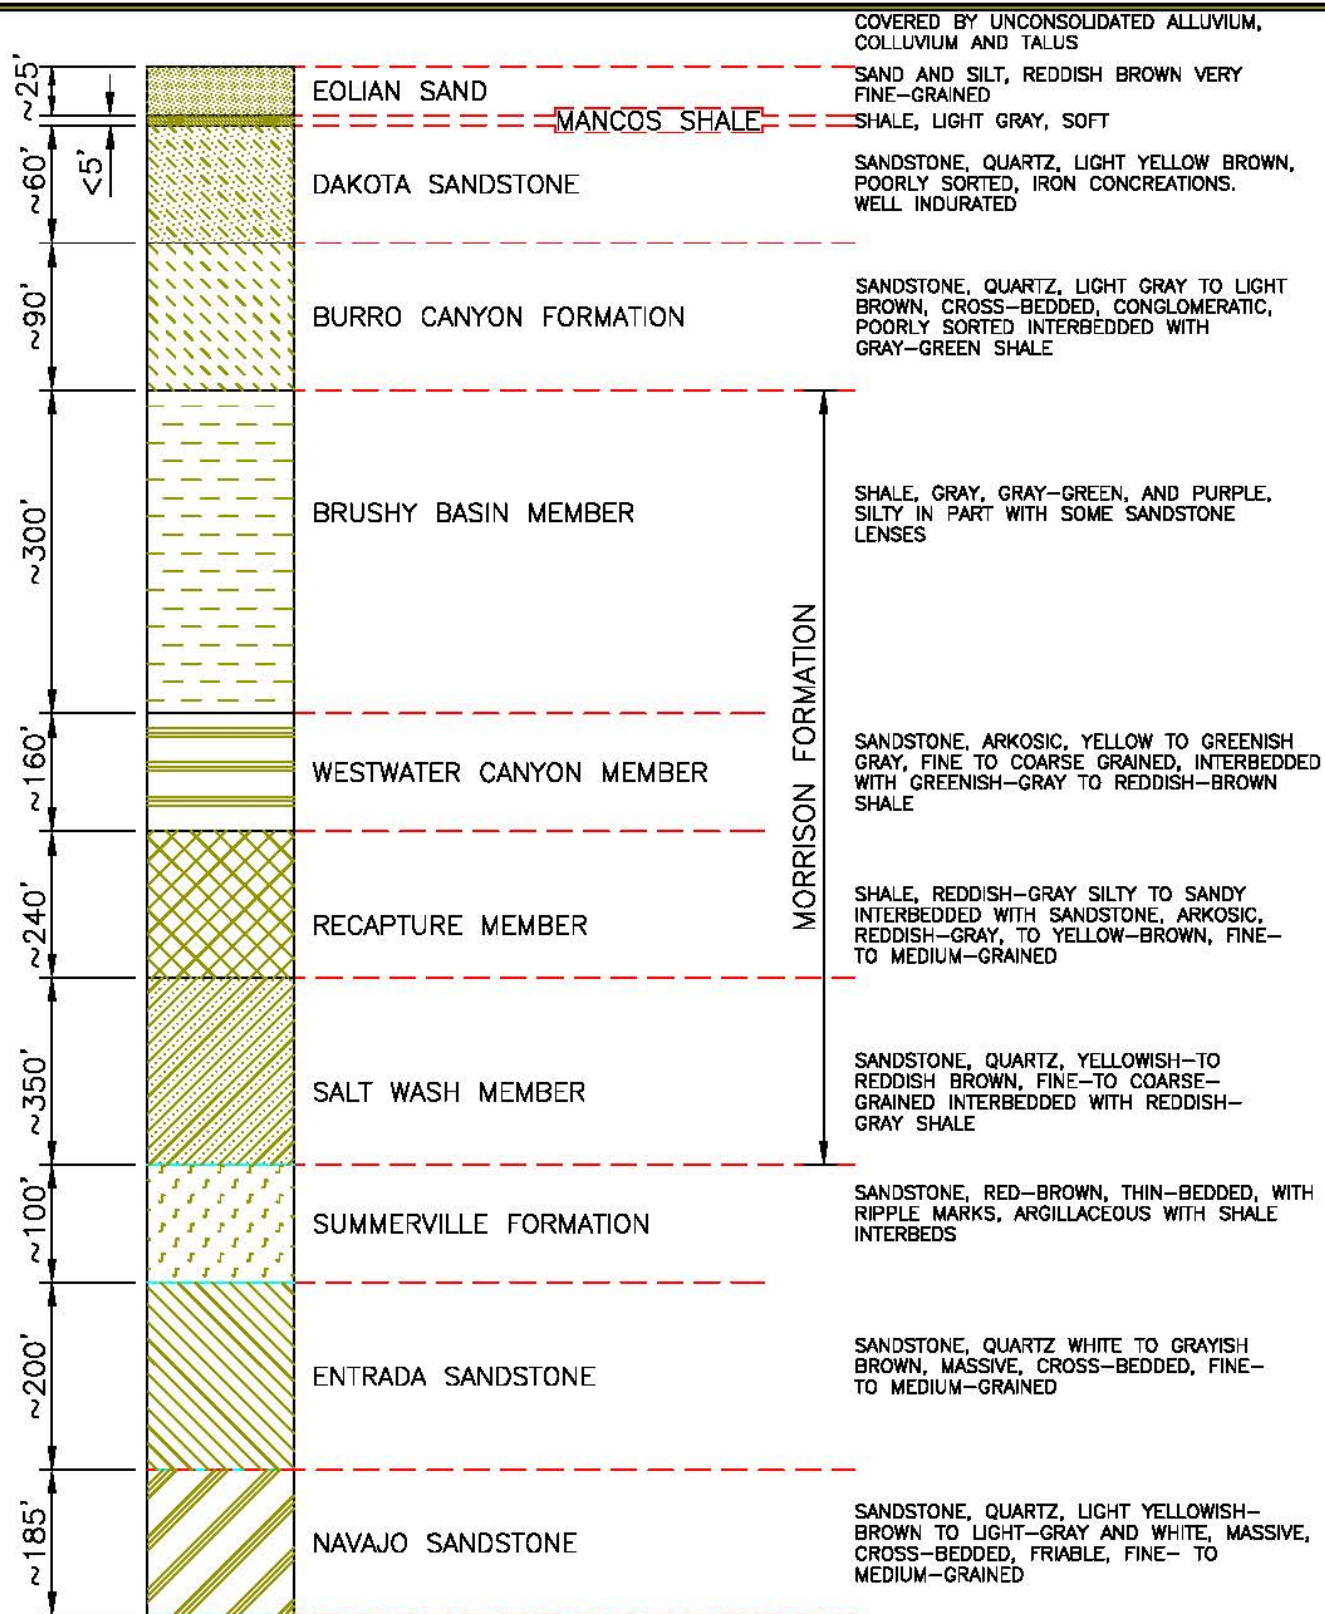 COVERED BY UNCONSOLIDATED ALLUVIUM,
COLLUVIUM AND TALUS
~25'
EOLIAN SAND
SAND AND SILT, REDDISH BROWN VERY
FINE-GRAINED
<5'
MANCOS SHALE
SHALE, LIGHT GRAY, SOFT
~60'
DAKOTA SANDSTONE
SANDSTONE, QUARTZ, LIGHT YELLOW BROWN,
POORLY SORTED, IRON CONCREATIONS.
WELL INDURATED
~90'
BURRO CANYON FORMATION
SANDSTONE, QUARTZ, LIGHT GRAY TO LIGHT
BROWN, CROSS-BEDDED, CONGLOMERATIC,
POORLY SORTED INTERBEDDED WITH
GRAY-GREEN SHALE
~300'
BRUSHY BASIN MEMBER
SHALE, GRAY, GRAY-GREEN, AND PURPLE,
SILTY IN PART WITH SOME SANDSTONE
LENSES
MORRISON FORMATION
~160'
WESTWATER CANYON MEMBER
SANDSTONE, ARKOSIC, YELLOW TO GREENISH
GRAY, FINE TO COARSE GRAINED, INTERBEDDED
WITH GREENISH-GRAY TO REDDISH-BROWN
SHALE
~240'
RECAPTURE MEMBER
SHALE, REDDISH-GRAY SILTY TO SANDY
INTERBEDDED WITH SANDSTONE, ARKOSIC,
REDDISH-GRAY, TO YELLOW-BROWN, FINE-
TO MEDIUM-GRAINED
~350'
SALT WASH MEMBER
SANDSTONE, QUARTZ, YELLOWISH-TO
REDDISH BROWN, FINE-TO COARSE-
GRAINED INTERBEDDED WITH REDDISH-
GRAY SHALE
~100'
SUMMERVILLE FORMATION
SANDSTONE, RED-BROWN, THIN-BEDDED, WITH
RIPPLE MARKS, ARGILLACEOUS WITH SHALE
INTERBEDS
~200'
ENTRADA SANDSTONE
SANDSTONE, QUARTZ WHITE TO GRAYISH
BROWN, MASSIVE, CROSS-BEDDED, FINE-
TO MEDIUM-GRAINED
~185'
NAVAJO SANDSTONE
SANDSTONE, QUARTZ, LIGHT YELLOWISH-
BROWN TO LIGHT-GRAY AND WHITE, MASSIVE,
CROSS-BEDDED, FRIABLE, FINE- TO
MEDIUM-GRAINED